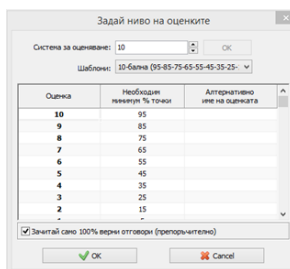 Задай ниво на оценките
Система за оценяване: 10 OK
Шаблони: 10-бална (95-85-75-65-55-45-35-25-
Оценка Необходим минимум % точки Алтернативно име на оценката
10 95
9 85
8 75
7 65
6 55
5 45
4 35
3 25
2 15
Зачитай само 100% верни отговори (препоръчително)
OK Cancel